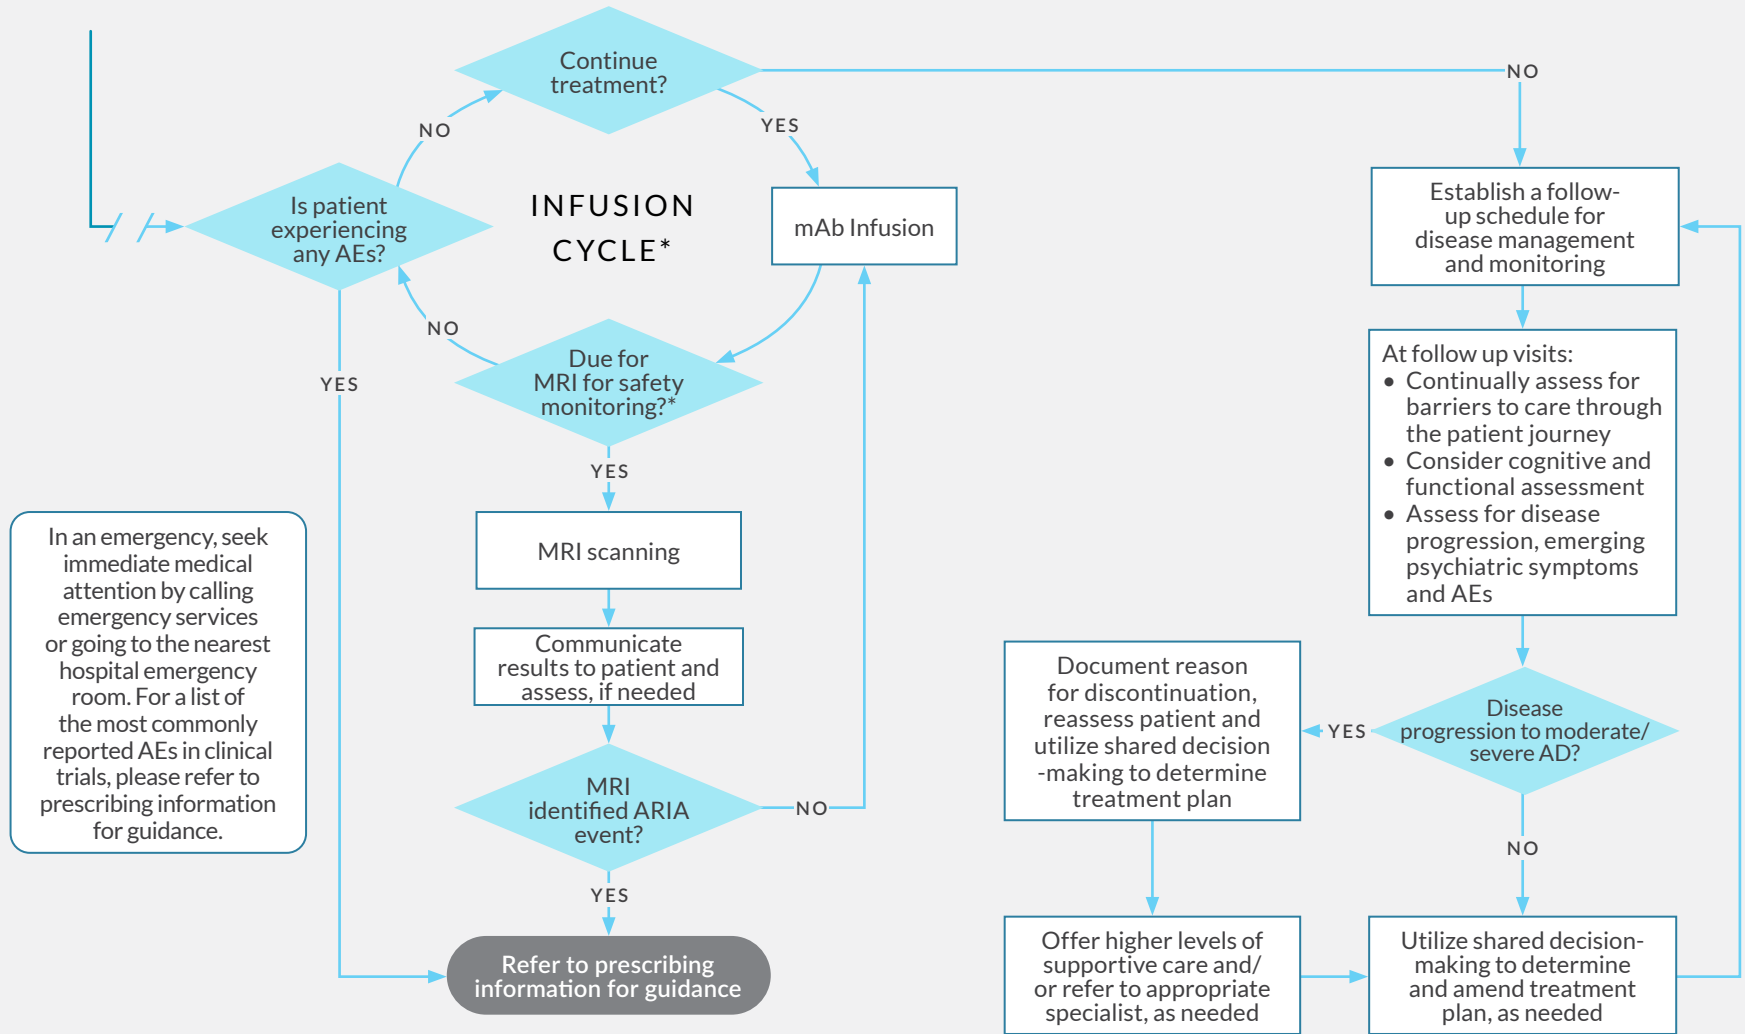 Continue
treatment?
NO
YES
NO
Is patient
experiencing
any AEs?
INFUSION
CYCLE*
mAb Infusion
NO
Due for
MRI for safety
monitoring?*
YES
YES
MRI scanning
Communicate
results to patient and
assess, if needed
MRI
identified ARIA
event?
NO
YES
Refer to prescribing
information for guidance
In an emergency, seek
immediate medical
attention by calling
emergency services
or going to the nearest
hospital emergency
room. For a list of
the most commonly
reported AEs in clinical
trials, please refer to
prescribing information
for guidance.
Establish a follow-
up schedule for
disease management
and monitoring
At follow up visits:
• Continually assess for
barriers to care through
the patient journey
• Consider cognitive and
functional assessment
• Assess for disease
progression, emerging
psychiatric symptoms
and AEs
Disease
progression to moderate/
severe AD?
YES
NO
Document reason
for discontinuation,
reassess patient and
utilize shared decision
-making to determine
treatment plan
Offer higher levels of
supportive care and/
or refer to appropriate
specialist, as needed
Utilize shared decision-
making to determine
and amend treatment
plan, as needed